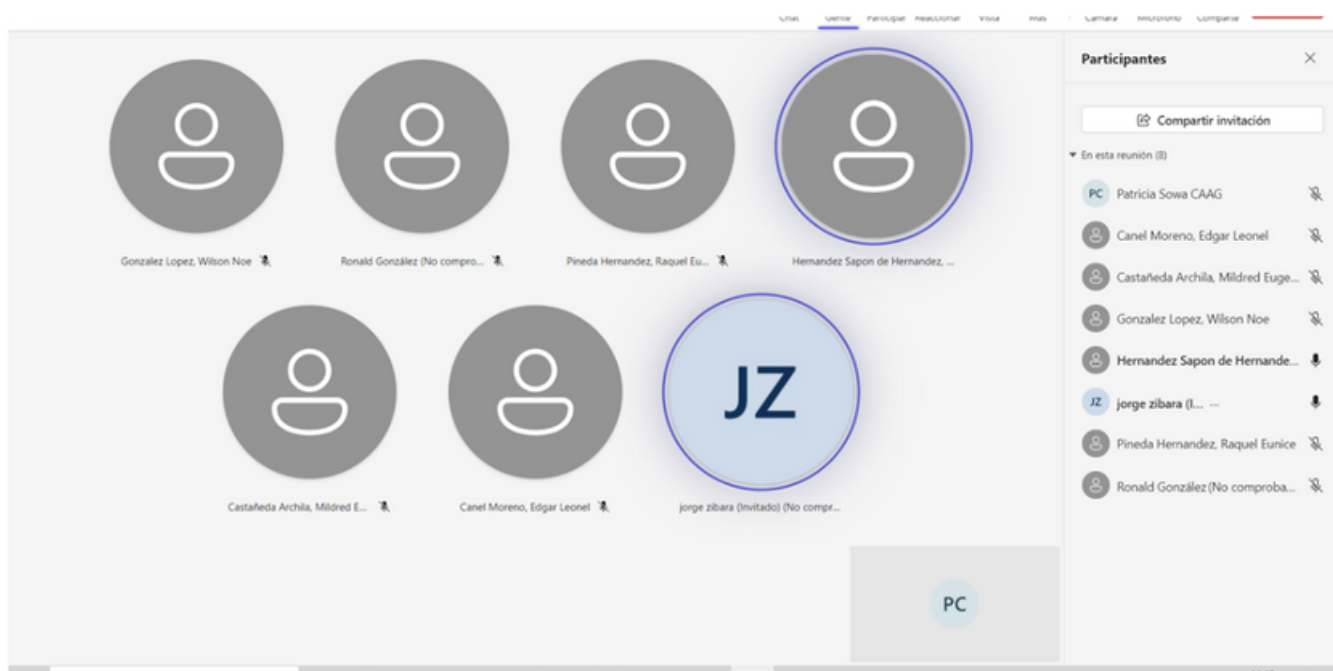 Chat Gente Participar Reaccionar Vista Más Cámara Micrófono Compartir
Gonzalez Lopez, Wilson Noe
Ronald González (No compro...
Pineda Hernandez, Raquel Eu...
Hernandez Sapon de Hernandez, ...
JZ
Castañeda Archila, Mildred E...
Canel Moreno, Edgar Leonel
jorge zibara (Invitado) (No compr...
PC
Participantes
Compartir invitación
En esta reunión (8)
PC Patricia Sowa CAAG
Canel Moreno, Edgar Leonel
Castañeda Archila, Mildred Euge...
Gonzalez Lopez, Wilson Noe
Hernandez Sapon de Hernande...
JZ jorge zibara (I... ...
Pineda Hernandez, Raquel Eunice
Ronald González (No comproba...